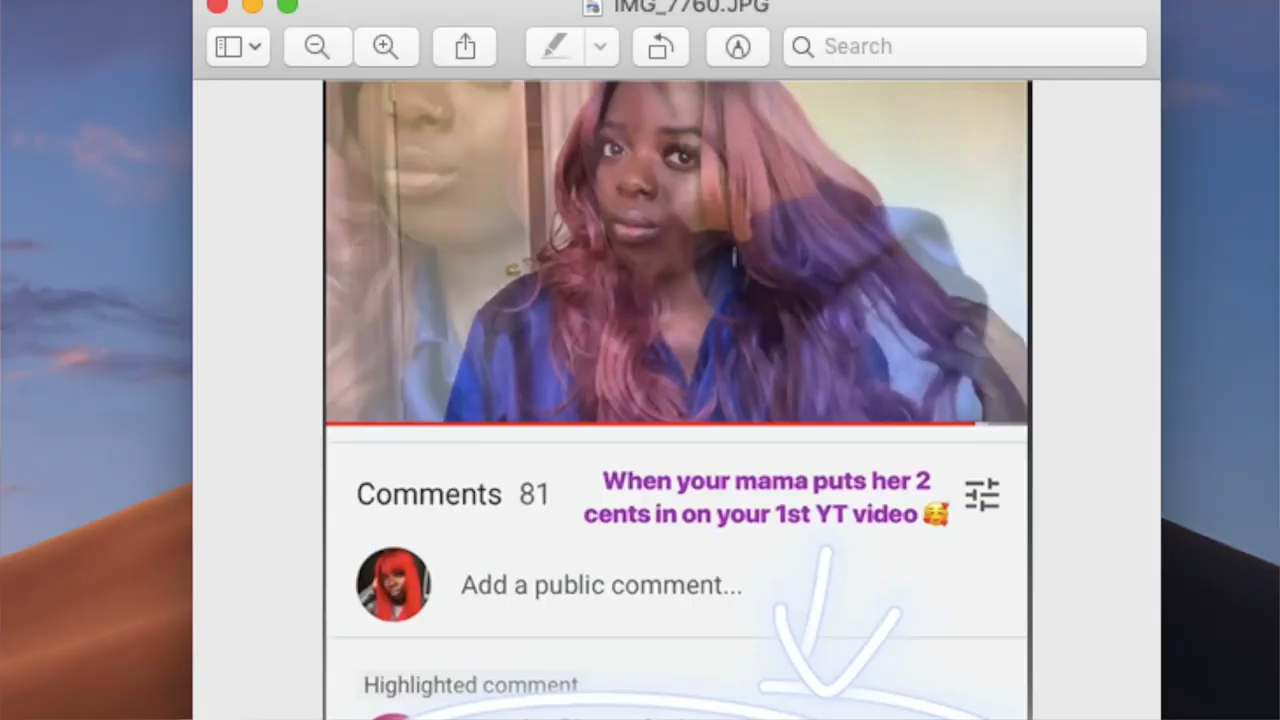 IMG_7760.JPG
Search
When your mama puts her 2
cents in on your 1st YT video 🥰
Comments 81
Add a public comment...
Highlighted comment